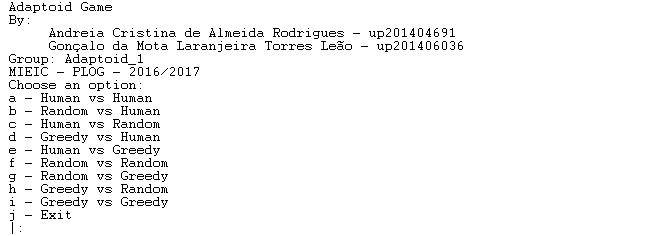 Adaptoid Game
By:
Andreia Cristina de Almeida Rodrigues - up201404691
Gonçalo da Mota Laranjeira Torres Leão - up201406036
Group: Adaptoid_1
MIEIC - PLOG - 2016/2017
Choose an option:
a - Human vs Human
b - Random vs Human
c - Human vs Random
d - Greedy vs Human
e - Human vs Greedy
f - Random vs Random
g - Random vs Greedy
h - Greedy vs Random
i - Greedy vs Greedy
j - Exit
|: